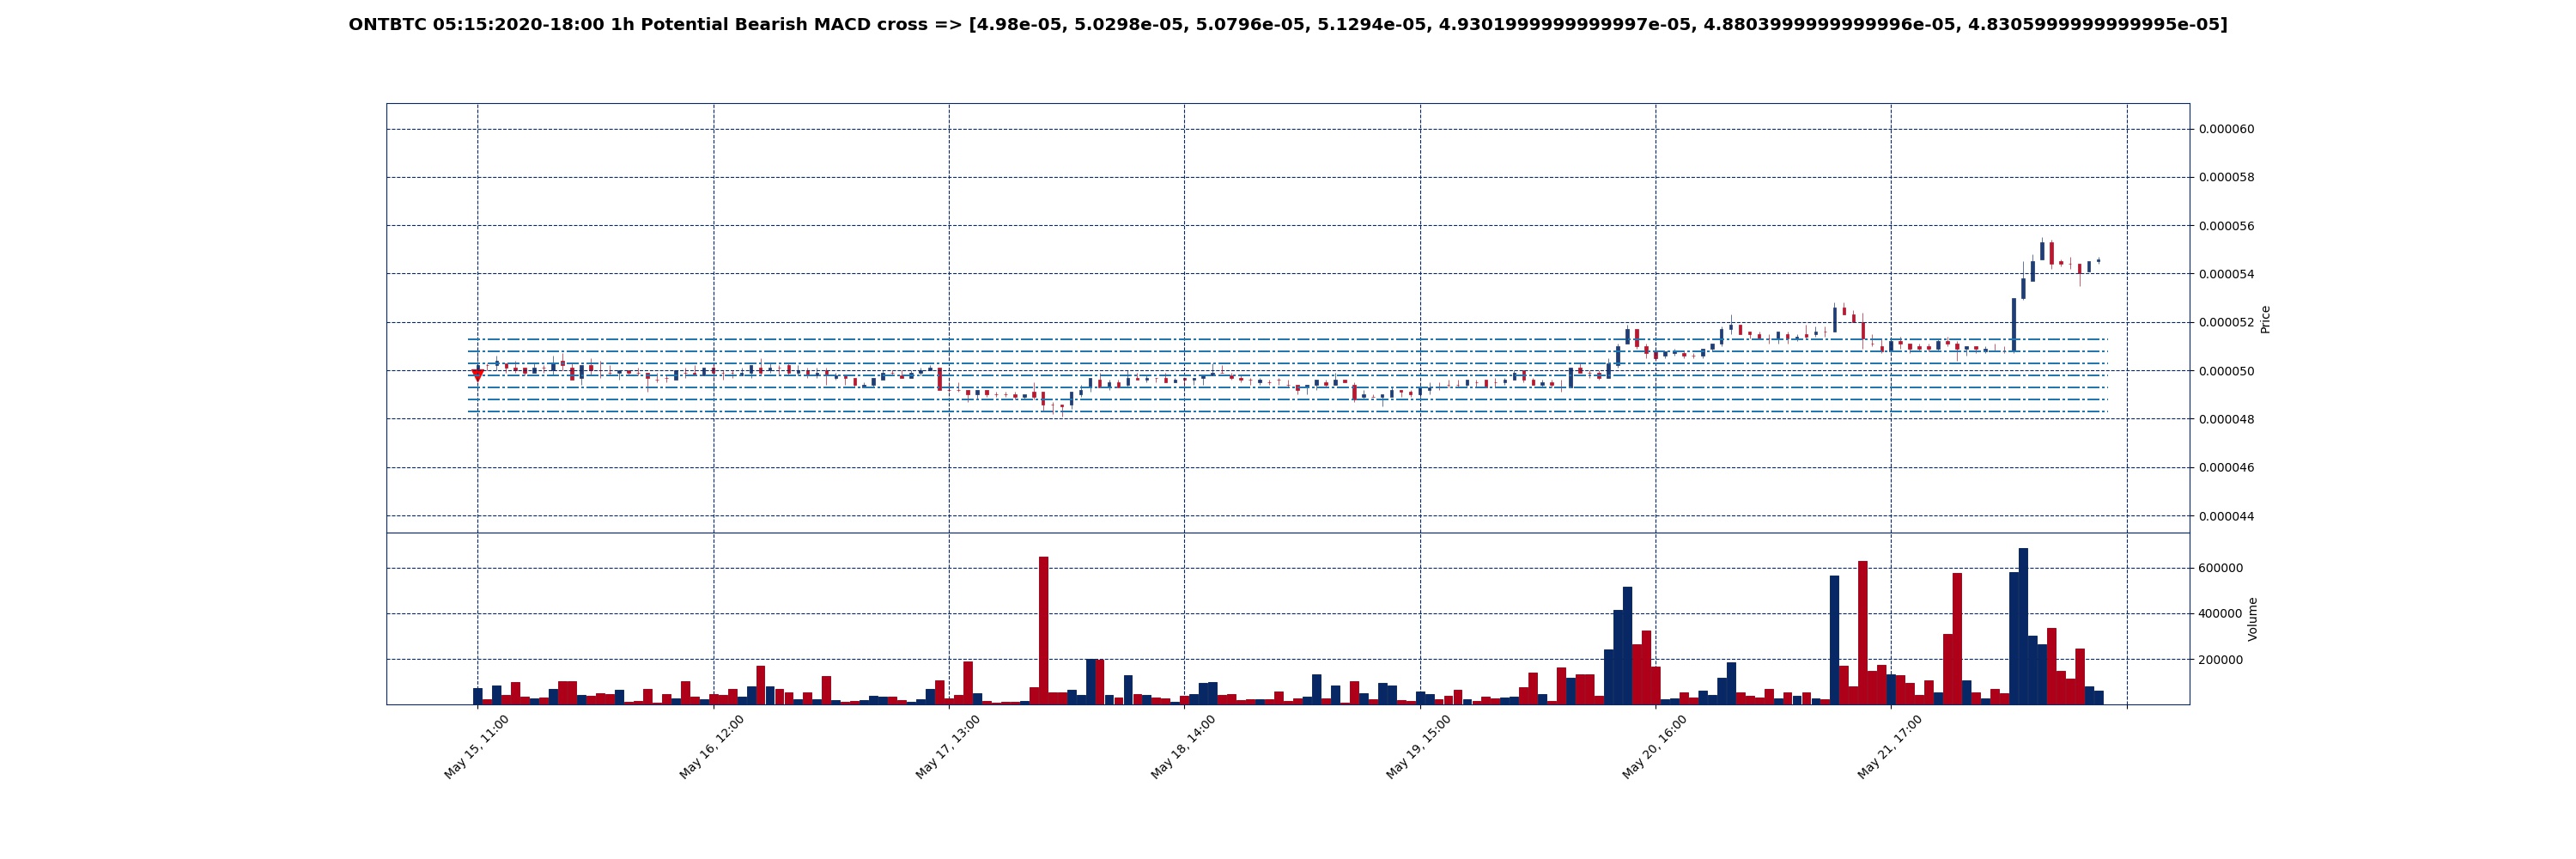 ONTBTC 05:15:2020-18:00 1h Potential Bearish MACD cross => [4.98e-05, 5.0298e-05, 5.0796e-05, 5.1294e-05, 4.9301999999999997e-05, 4.8803999999999996e-05, 4.8305999999999995e-05]
0.000060
0.000058
0.000056
0.000054
0.000052
0.000050
0.000048
0.000046
0.000044
Price
600000
400000
200000
Volume
May 15, 11:00
May 16, 12:00
May 17, 13:00
May 18, 14:00
May 19, 15:00
May 20, 16:00
May 21, 17:00